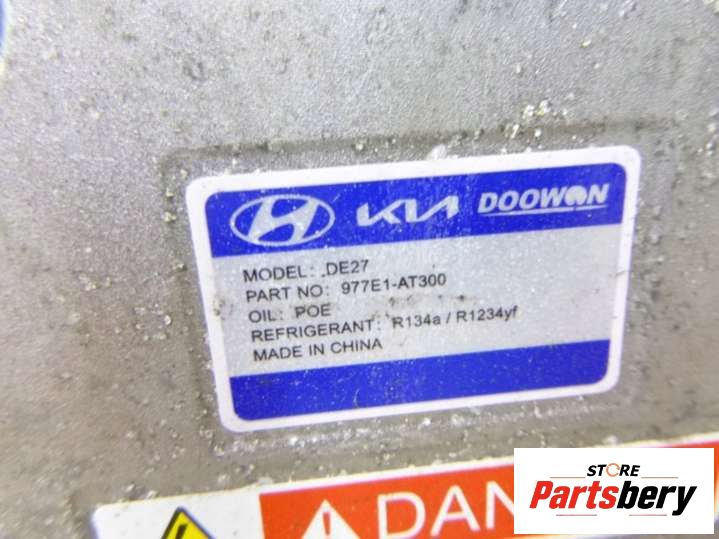 KIA DOOWON
MODEL: DE27
PART NO: 977E1-AT300
OIL: POE
REFRIGERANT: R134a / R1234yf
MADE IN CHINA
DAN
STORE
Partsbery